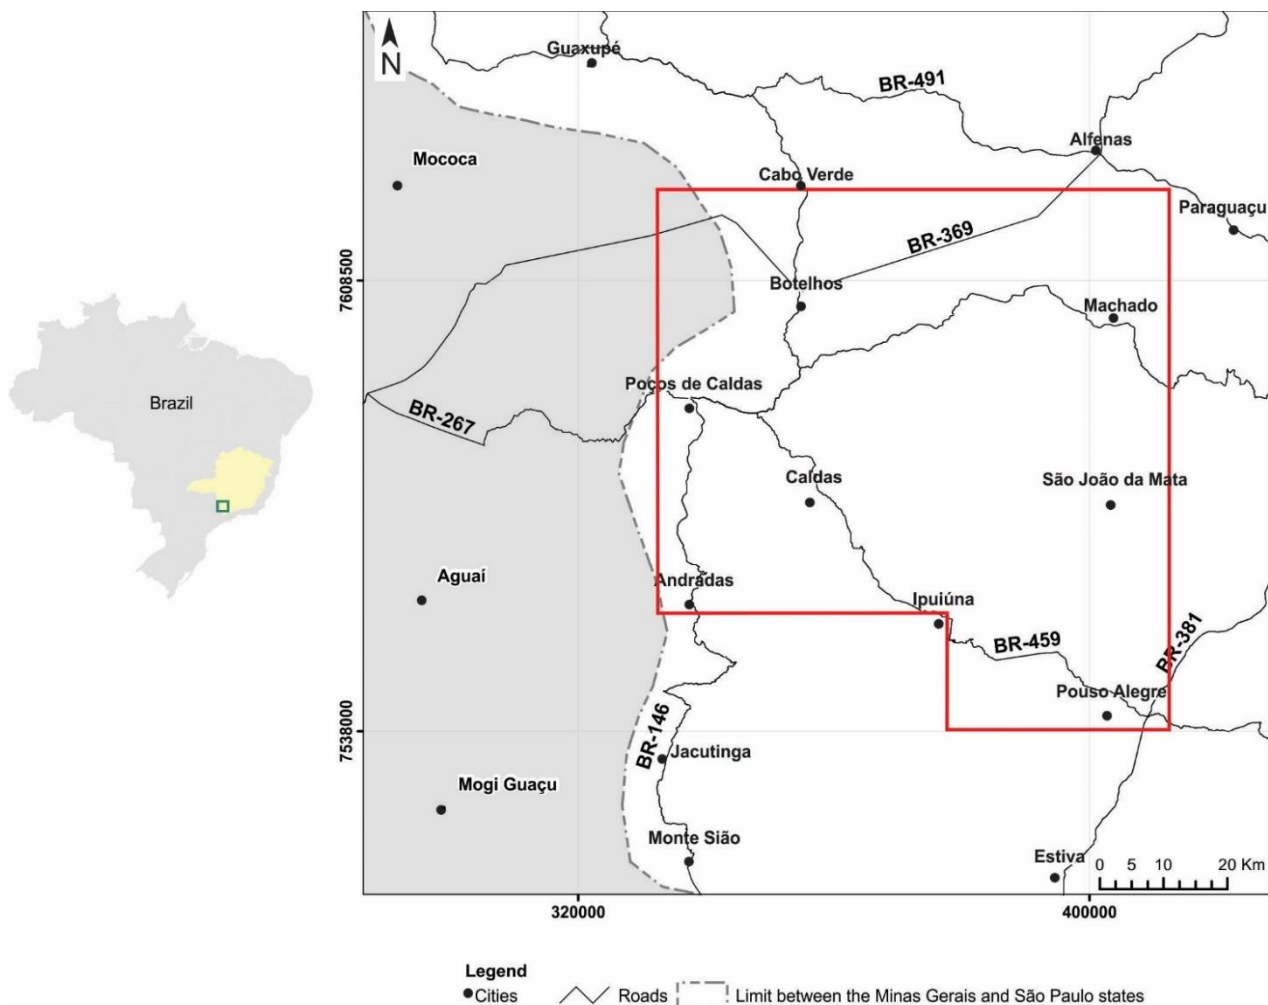 N
Guaxupé
BR-491
Alfenas
Mococa
Cabo Verde
Paraguaçu
BR-369
7608500
Botelhos
Machado
Poços de Caldas
Brazil
BR-267
Caldas
São João da Mata
Aguaí
Andradas
Ipuiúna
BR-459
BR-381
Pouso Alegre
7538000
BR-146
Jacutinga
Mogi Guaçu
Monte Sião
Estiva
0 5 10 20 Km
320000
400000
Legend
Cities
Roads
Limit between the Minas Gerais and São Paulo states